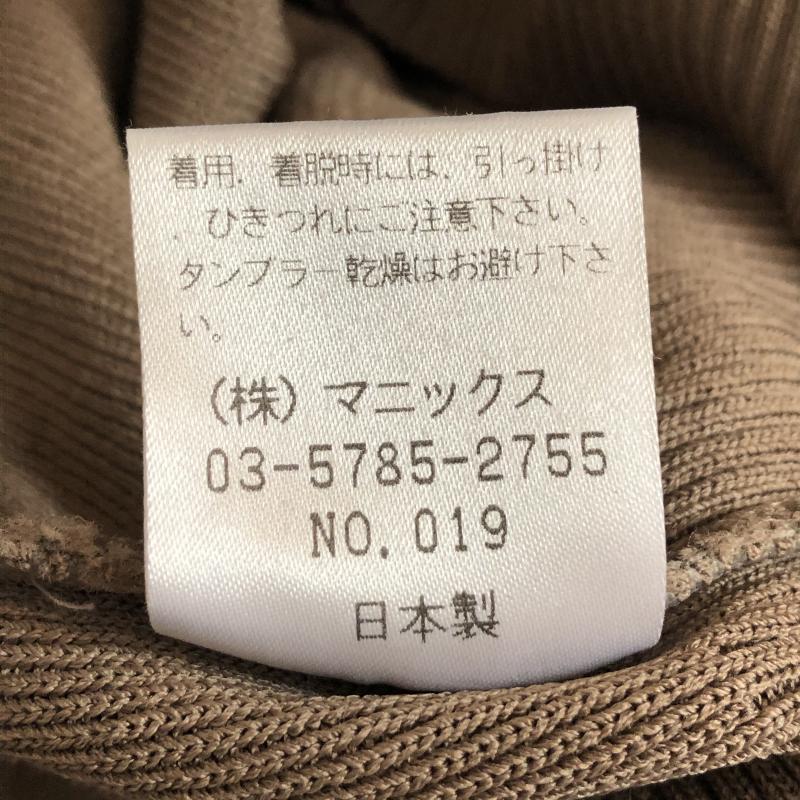 着用．着脱時には．引っ掛け
．ひきつれにご注意下さい。
タンブラー乾燥はお避け下さ
い。
（株）マニックス
03-5785-2755
NO.019
日本製